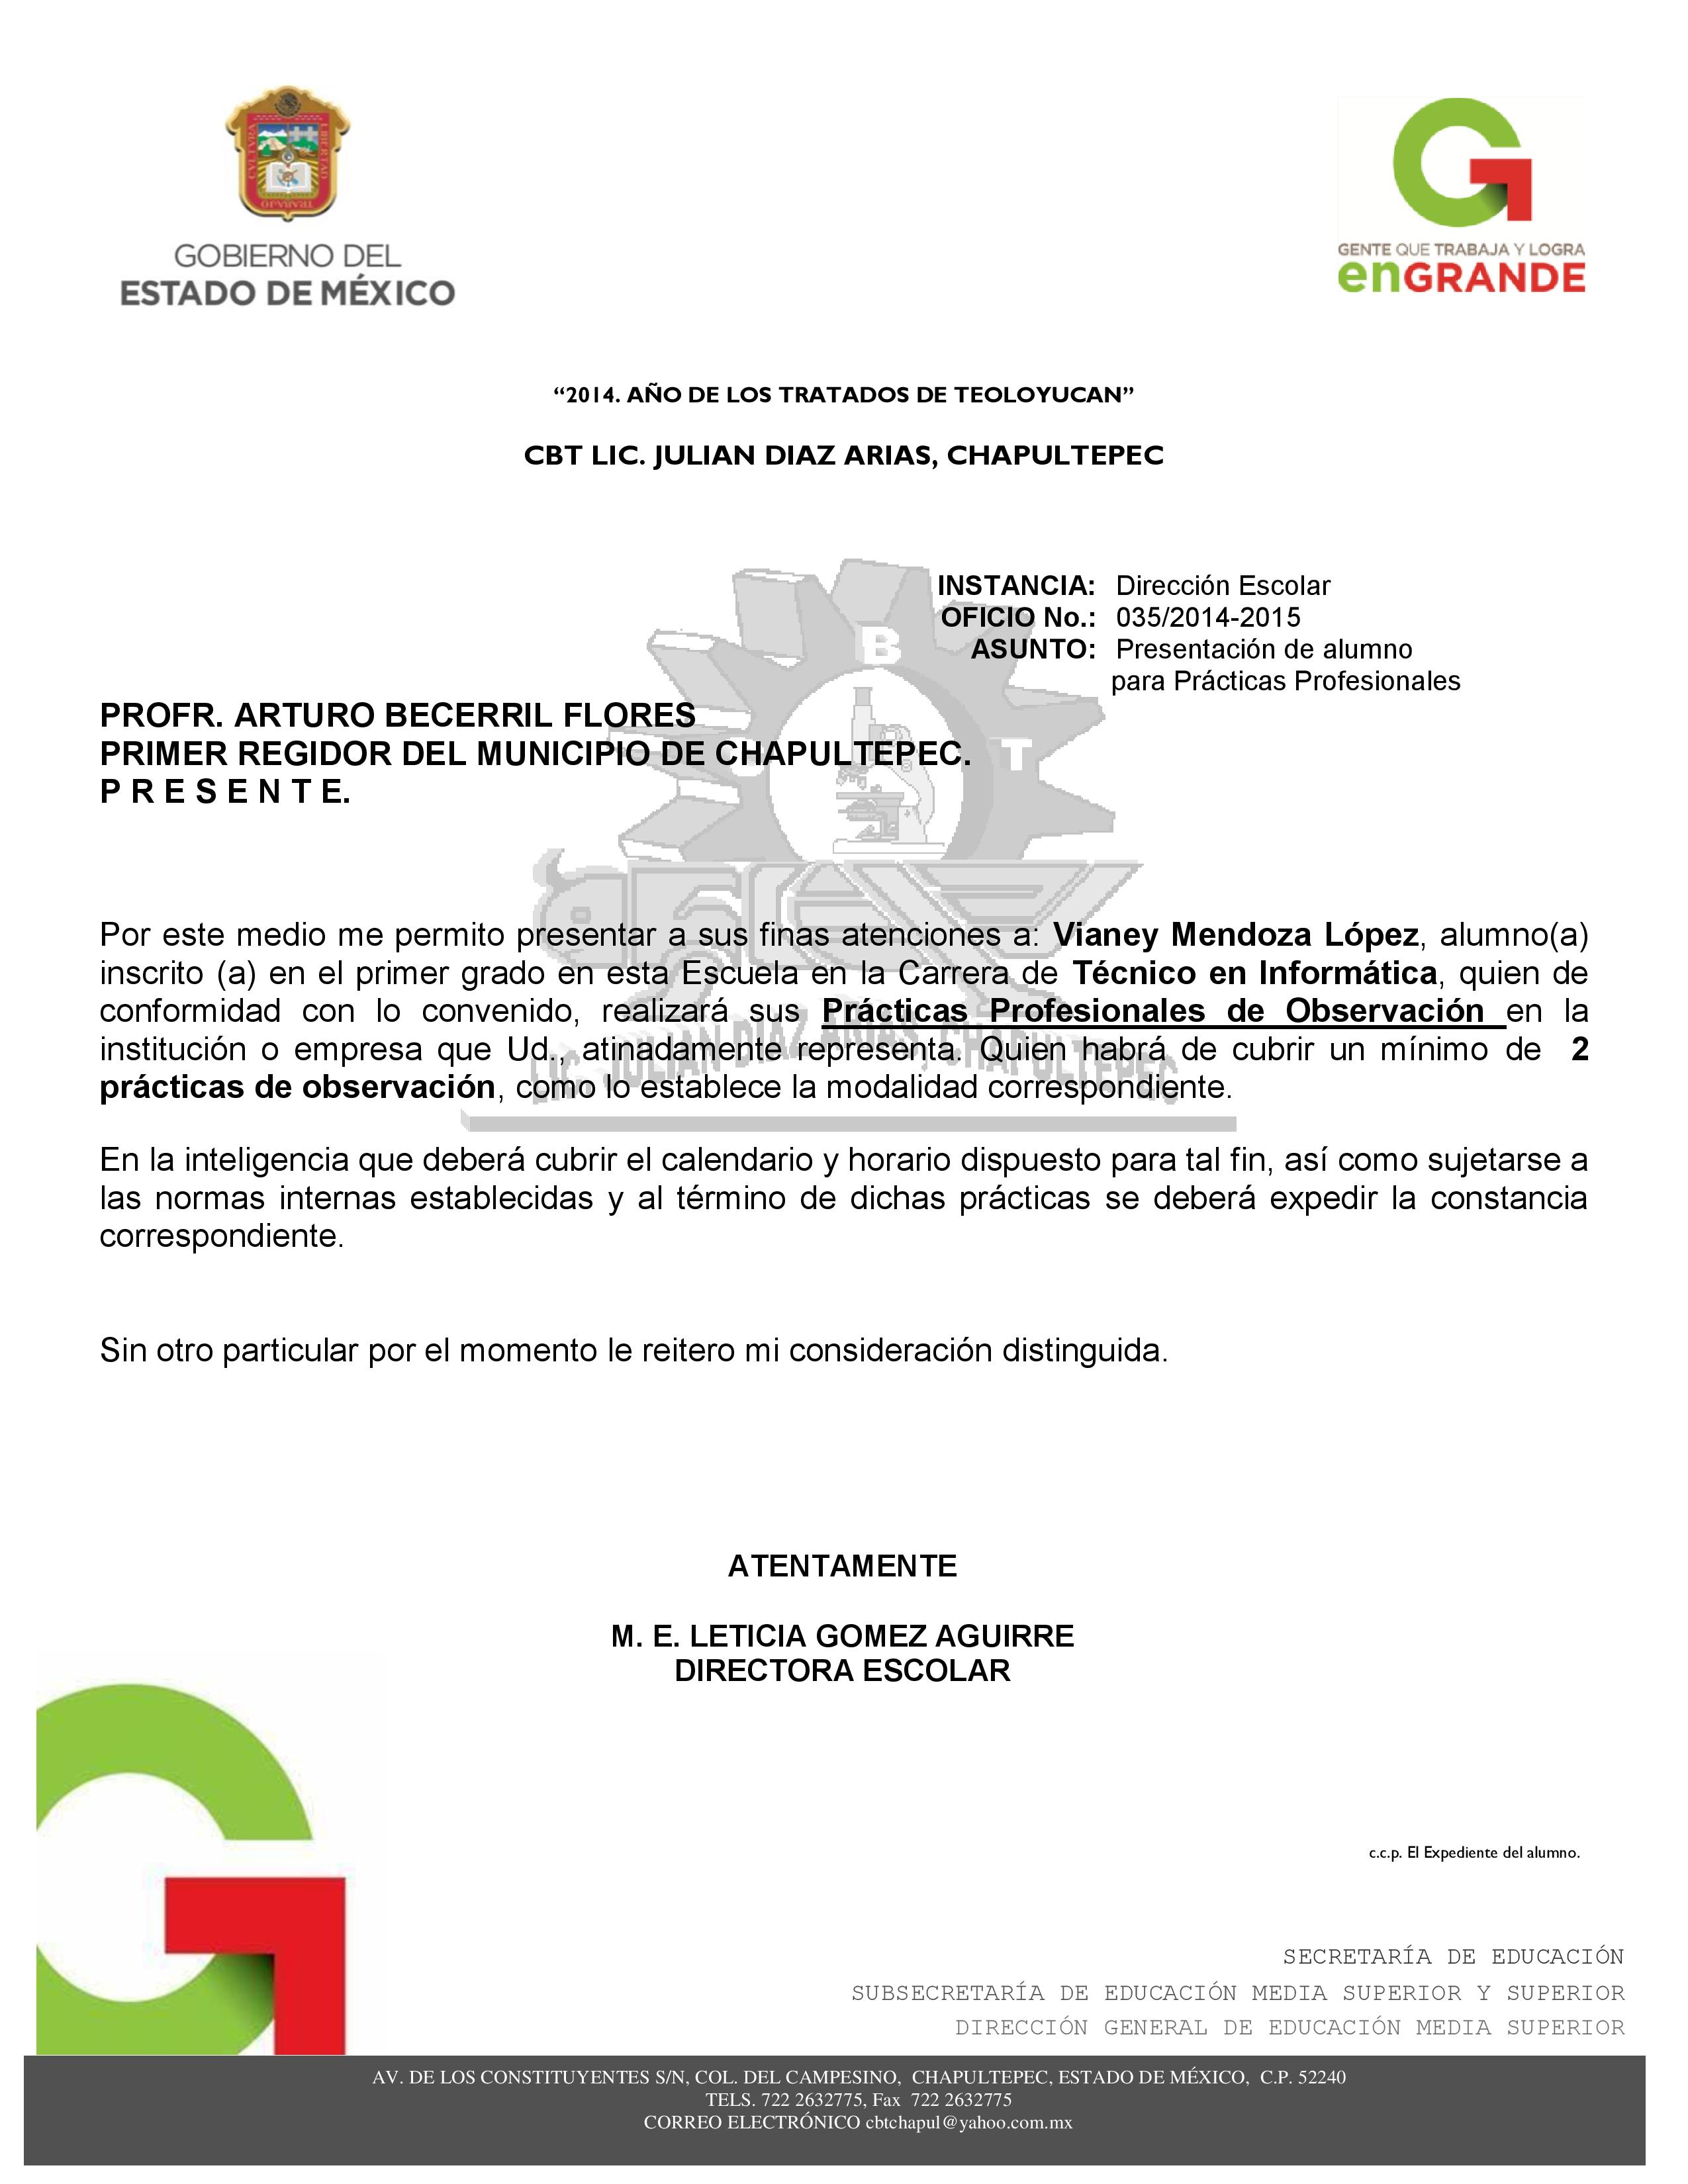 GOBIERNO DEL
ESTADO DE MÉXICO
GENTE QUE TRABAJA Y LOGRA
enGRANDE
“2014. AÑO DE LOS TRATADOS DE TEOLOYUCAN”
CBT LIC. JULIAN DIAZ ARIAS, CHAPULTEPEC
INSTANCIA: Dirección Escolar
OFICIO No.: 035/2014-2015
ASUNTO: Presentación de alumno
para Prácticas Profesionales
PROFR. ARTURO BECERRIL FLORES
PRIMER REGIDOR DEL MUNICIPIO DE CHAPULTEPEC.
P R E S E N T E.
B
T
Por este medio me permito presentar a sus finas atenciones a: Vianey Mendoza López, alumno(a)
inscrito (a) en el primer grado en esta Escuela en la Carrera de Técnico en Informática, quien de
conformidad con lo convenido, realizará sus Prácticas Profesionales de Observación en la
institución o empresa que Ud., atinadamente representa. Quien habrá de cubrir un mínimo de 2
prácticas de observación, como lo establece la modalidad correspondiente.
LIC. JULIAN DIAZ ARIAS, CHAPULTEPEC
En la inteligencia que deberá cubrir el calendario y horario dispuesto para tal fin, así como sujetarse a
las normas internas establecidas y al término de dichas prácticas se deberá expedir la constancia
correspondiente.
Sin otro particular por el momento le reitero mi consideración distinguida.
ATENTAMENTE
M. E. LETICIA GOMEZ AGUIRRE
DIRECTORA ESCOLAR
c.c.p. El Expediente del alumno.
SECRETARÍA DE EDUCACIÓN
SUBSECRETARÍA DE EDUCACIÓN MEDIA SUPERIOR Y SUPERIOR
DIRECCIÓN GENERAL DE EDUCACIÓN MEDIA SUPERIOR
AV. DE LOS CONSTITUYENTES S/N, COL. DEL CAMPESINO, CHAPULTEPEC, ESTADO DE MÉXICO, C.P. 52240
TELS. 722 2632775, Fax 722 2632775
CORREO ELECTRÓNICO cbtchapul@yahoo.com.mx